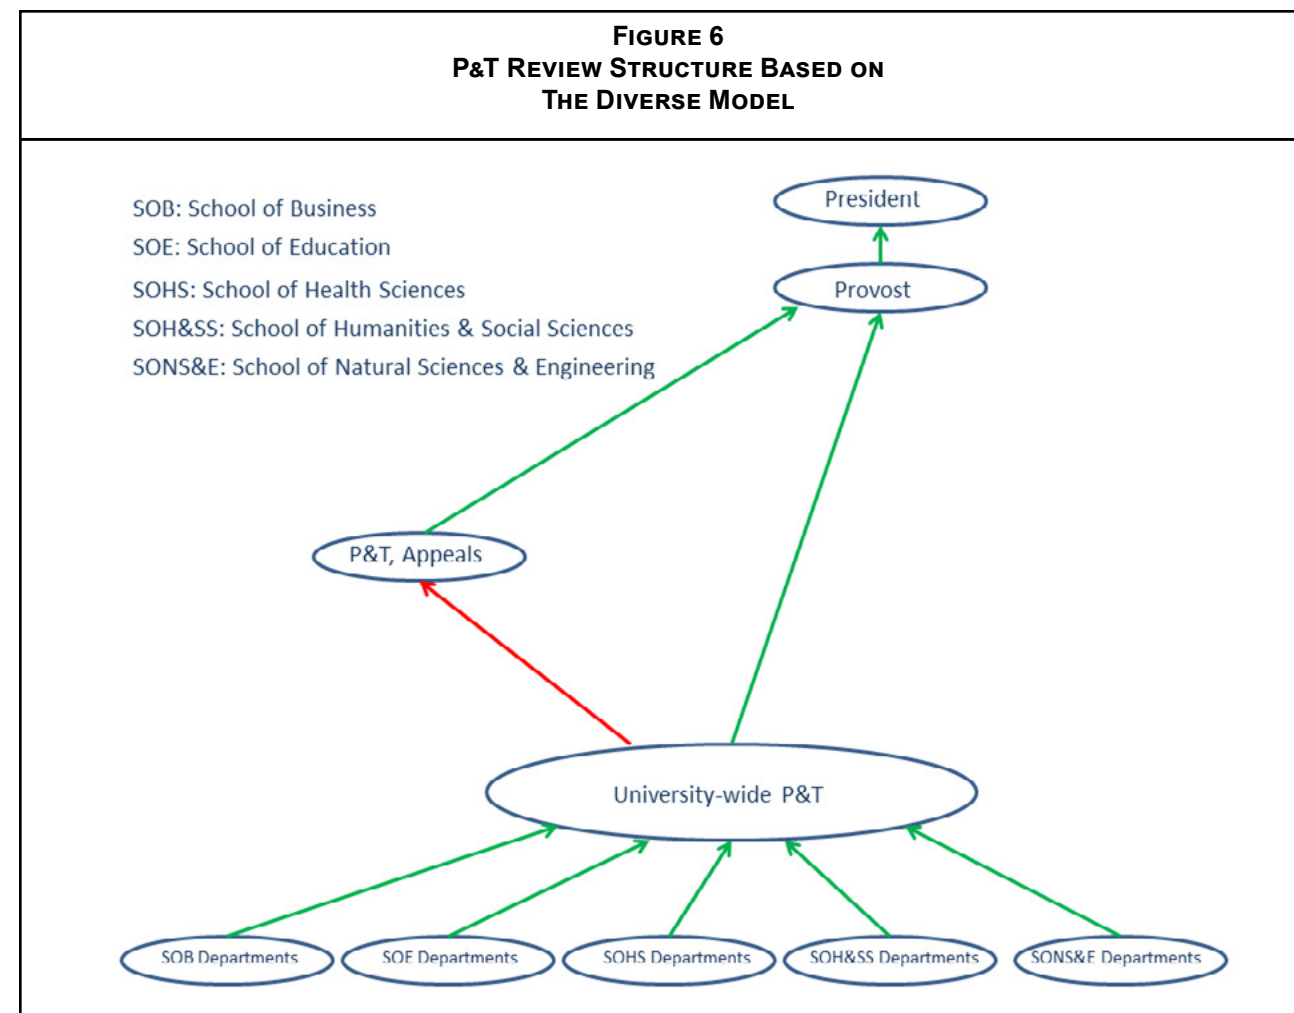 FIGURE 6
P&T REVIEW STRUCTURE BASED ON
THE DIVERSE MODEL
SOB: School of Business
SOE: School of Education
SOHS: School of Health Sciences
SOH&SS: School of Humanities & Social Sciences
SONS&E: School of Natural Sciences & Engineering
President
Provost
P&T, Appeals
University-wide P&T
SOB Departments
SOE Departments
SOHS Departments
SOH&SS Departments
SONS&E Departments